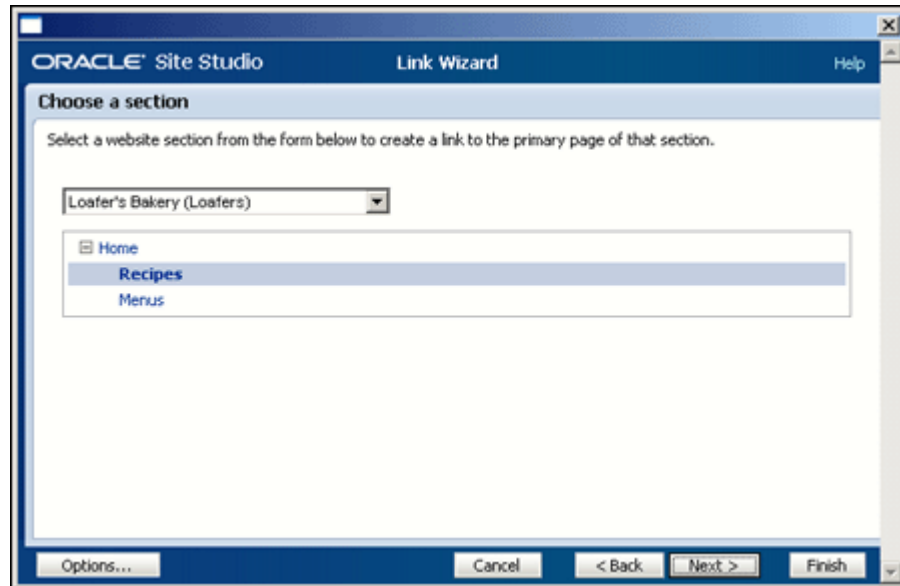 ORACLE Site Studio Link Wizard Help
Choose a section
Select a website section from the form below to create a link to the primary page of that section.
Loafer's Bakery (Loafers)
Home
Recipes
Menus
Options... Cancel < Back Next > Finish